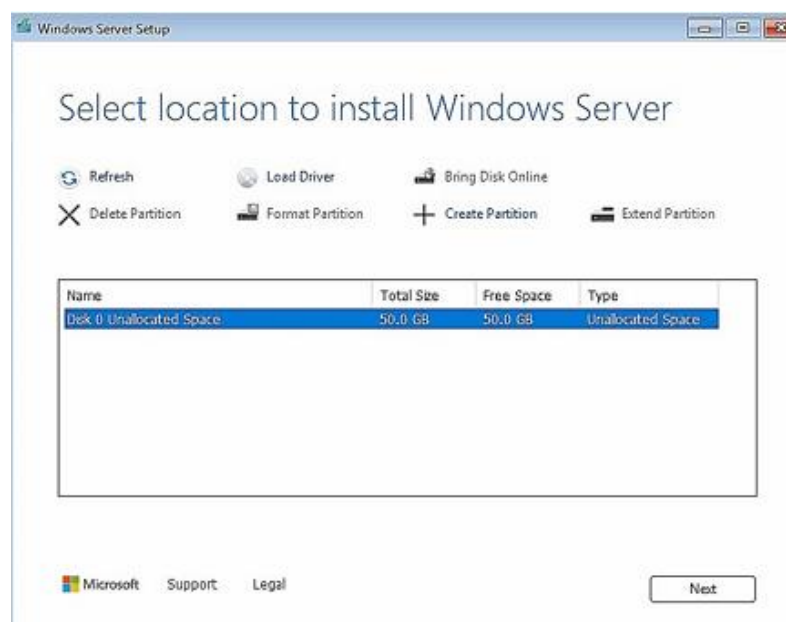 Windows Server Setup
Select location to install Windows Server
Refresh Load Driver Bring Disk Online
Delete Partition Format Partition Create Partition Extend Partition
Name Total Size Free Space Type
Disk 0 Unallocated Space 50.0 GB 50.0 GB Unallocated Space
Microsoft Support Legal Next